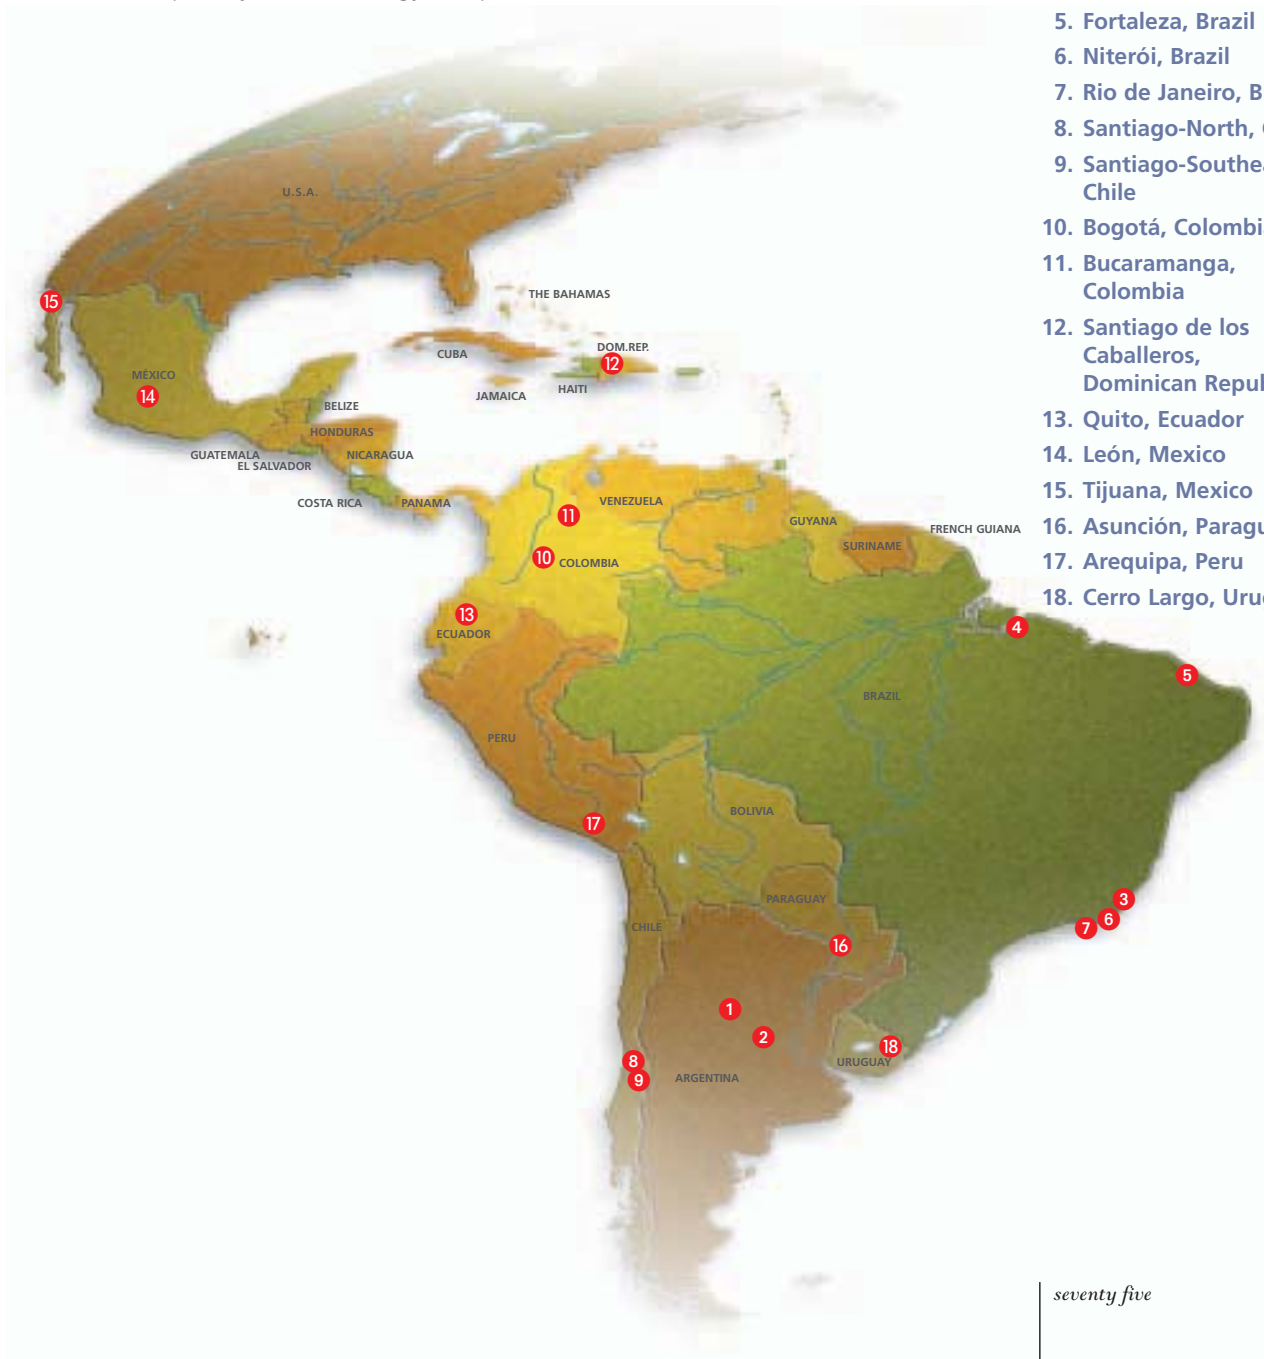 5. Fortaleza, Brazil
6. Niterói, Brazil
7. Rio de Janeiro, B
8. Santiago-North,
9. Santiago-Southea
Chile
10. Bogotá, Colombia
11. Bucaramanga,
Colombia
12. Santiago de los
Caballeros,
Dominican Repub
13. Quito, Ecuador
14. León, Mexico
15. Tijuana, Mexico
16. Asunción, Paragu
17. Arequipa, Peru
18. Cerro Largo, Urug
U.S.A.
15
THE BAHAMAS
DOM.REP.
CUBA
12
MÉXICO
HAITI
JAMAICA
14
BELIZE
HONDURAS
GUATEMALA
NICARAGUA
EL SALVADOR
COSTA RICA
PANAMA
VENEZUELA
11
GUYANA
FRENCH GUIANA
SURINAME
10
COLOMBIA
13
ECUADOR
4
5
BRAZIL
PERU
BOLIVIA
17
PARAGUAY
3
6
7
CHILE
16
1
2
18
8
URUGUAY
9
ARGENTINA
seventy five